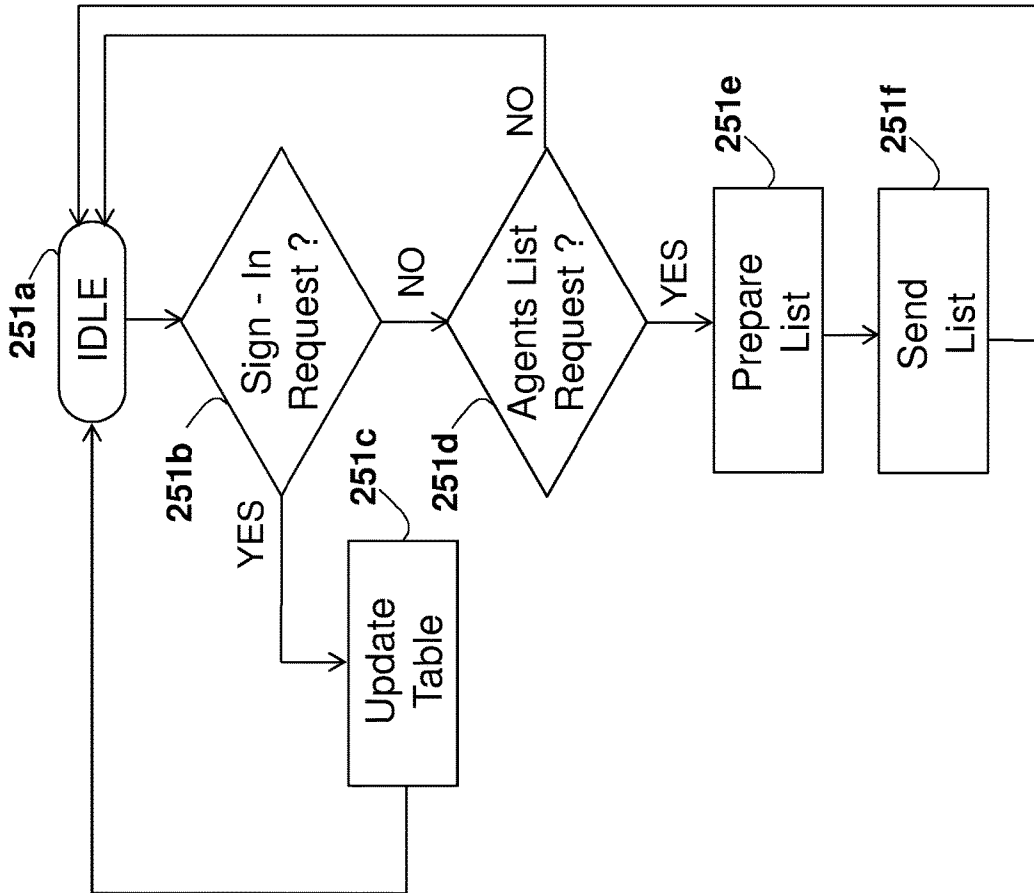 251a
IDLE
251b
Sign - In
Request ?
YES
NO
251c
Update
Table
251d
Agents List
Request ?
NO
YES
251e
Prepare
List
251f
Send
List